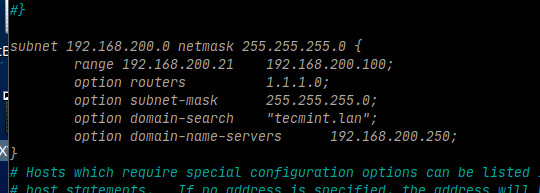 #}
subnet 192.168.200.0 netmask 255.255.255.0 {
range 192.168.200.21 192.168.200.100;
option routers 1.1.1.0;
option subnet-mask 255.255.255.0;
option domain-search "tecmint.lan";
option domain-name-servers 192.168.200.250;
}
# Hosts which require special configuration options can be listed
# host statements. If no address is specified, the address will